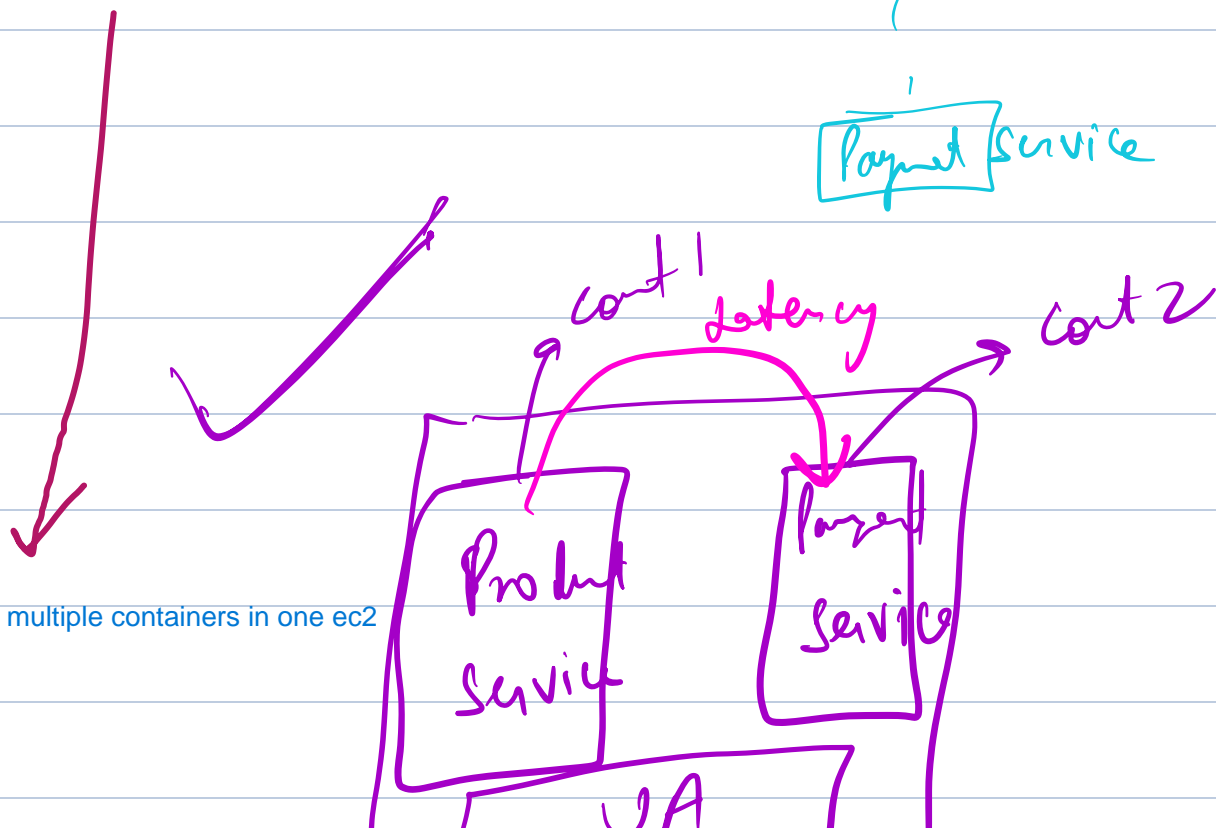 Payment Service
cont 1
Latency
cont 2
Product
Service
Payment
Service
multiple containers in one ec2